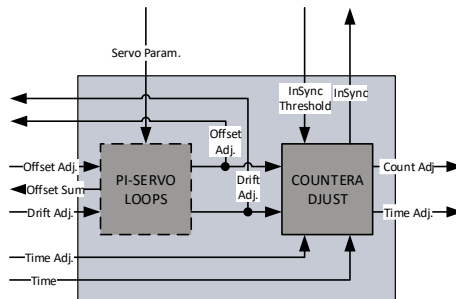 Servo Param.
InSync
Threshold
InSync
Offset
Adj.
Offset Adj.
PI-SERVO
LOOPS
COUNTERA
DJUST
Count Adj
Offset Sum
Drift
Adj.
Drift Adj.
Time Adj.
Time Adj.
Time